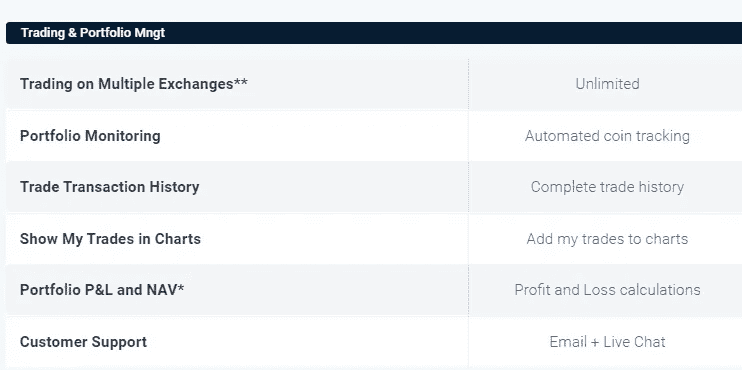 Trading & Portfolio Mngt
Trading on Multiple Exchanges** Unlimited
Portfolio Monitoring Automated coin tracking
Trade Transaction History Complete trade history
Show My Trades in Charts Add my trades to charts
Portfolio P&L and NAV* Profit and Loss calculations
Customer Support Email + Live Chat